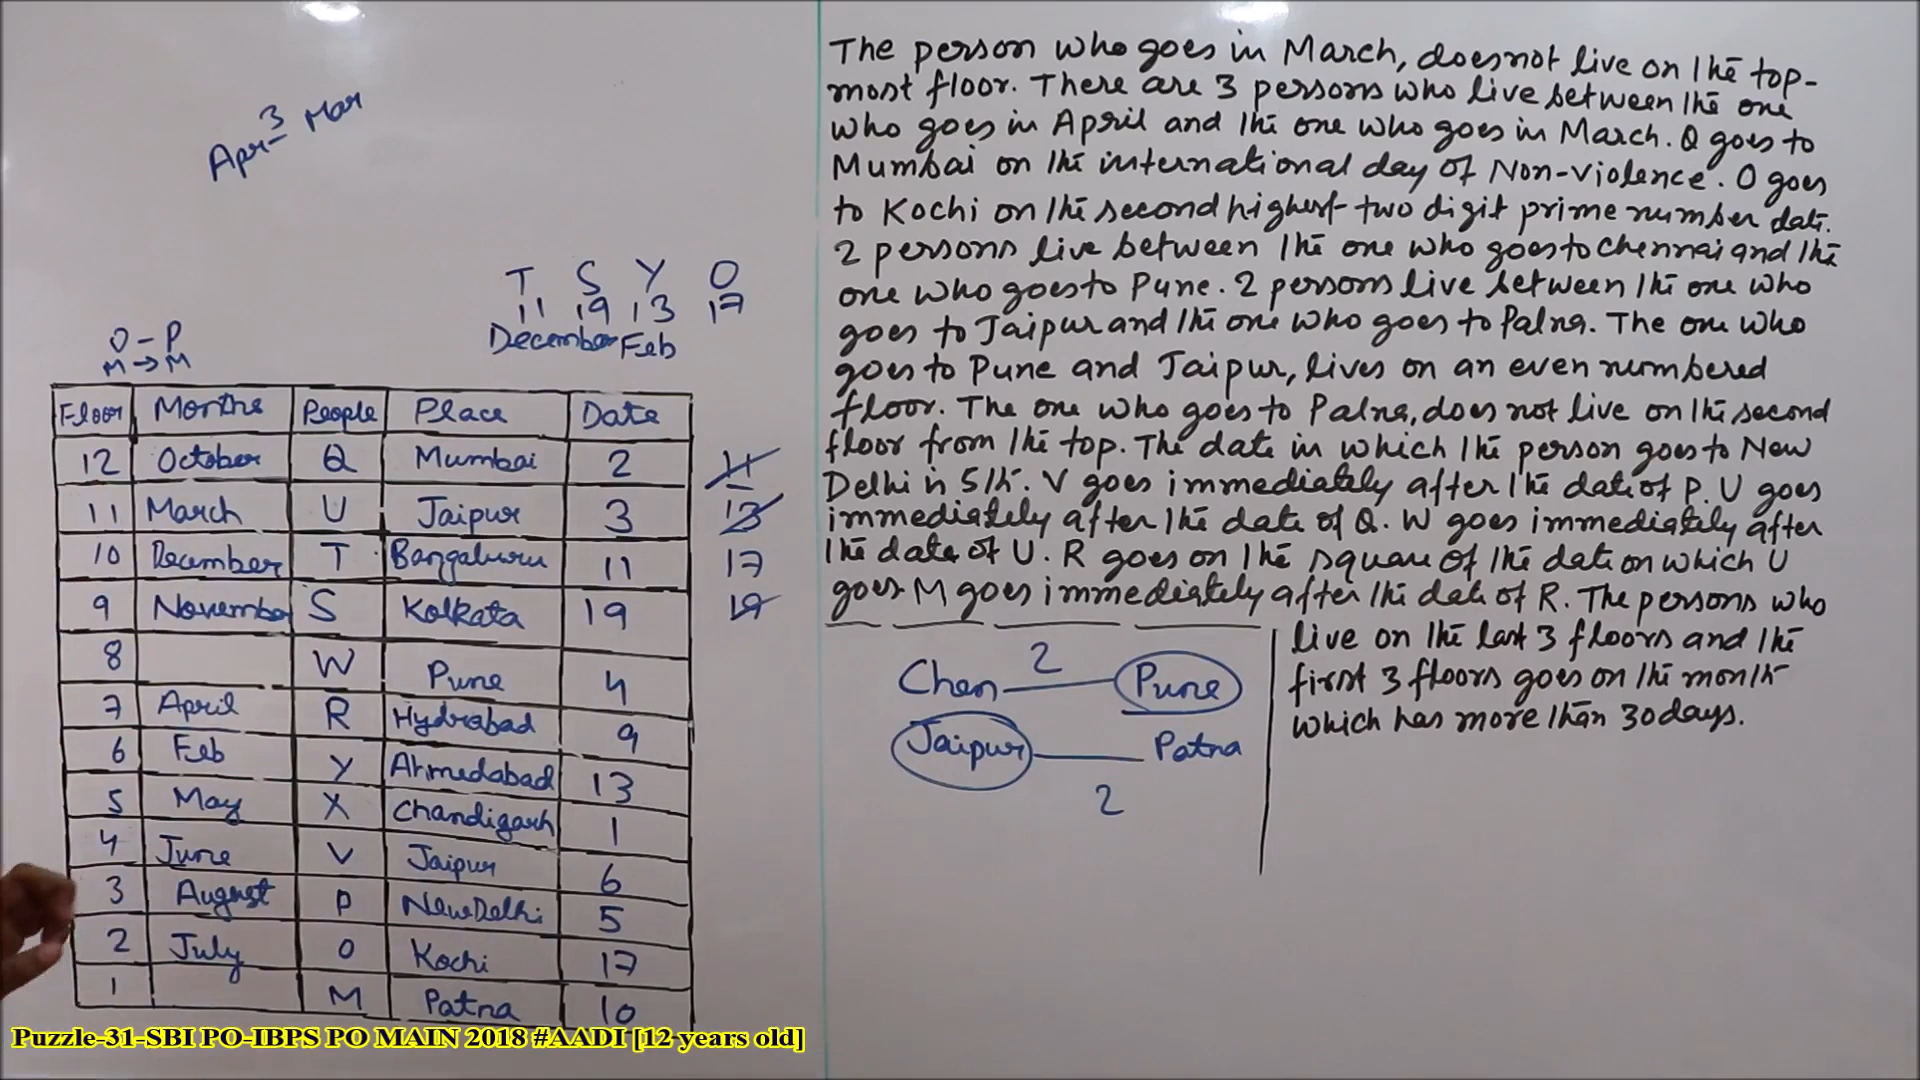 Apr - 3 Mar
T S Y O
11 19 13 17
December Feb
O - P
M → M
Floor Months People Place Date
12 October Q Mumbai 2 11
11 March U Jaipur 3 13
10 December T Bangaluru 11 17
9 November S Kolkata 19 19
8 W Pune 4
7 April R Hydrabad 9
6 Feb Y Ahmedabad 13
5 May X Chandigarh 1
4 June V Jaipur 6
3 August P New Delhi 5
2 July O Kochi 17
1 M Patna 10
The person who goes in March, does not live on the top-
most floor. There are 3 persons who live between the one
who goes in April and the one who goes in March. Q goes to
Mumbai on the international day of Non-violence. O goes
to Kochi on the second highest two digit prime number date.
2 persons live between the one who goes to chennai and the
one who goes to Pune. 2 persons live between the one who
goes to Jaipur and the one who goes to Patna. The one who
goes to Pune and Jaipur, lives on an even numbered
floor. The one who goes to Patna, does not live on the second
floor from the top. The date in which the person goes to New
Delhi is 5th. V goes immediately after the date of P. U goes
immediately after the date of Q. W goes immediately after
the date of U. R goes on the square of the date on which U
goes. M goes immediately after the date of R. The persons who
live on the last 3 floors and the
first 3 floors goes on the month
which has more than 30 days.
Chen 2 Pune
Jaipur 2 Patna
Puzzle-31-SBI PO-IBPS PO MAIN 2018 #AADI [12 years old]